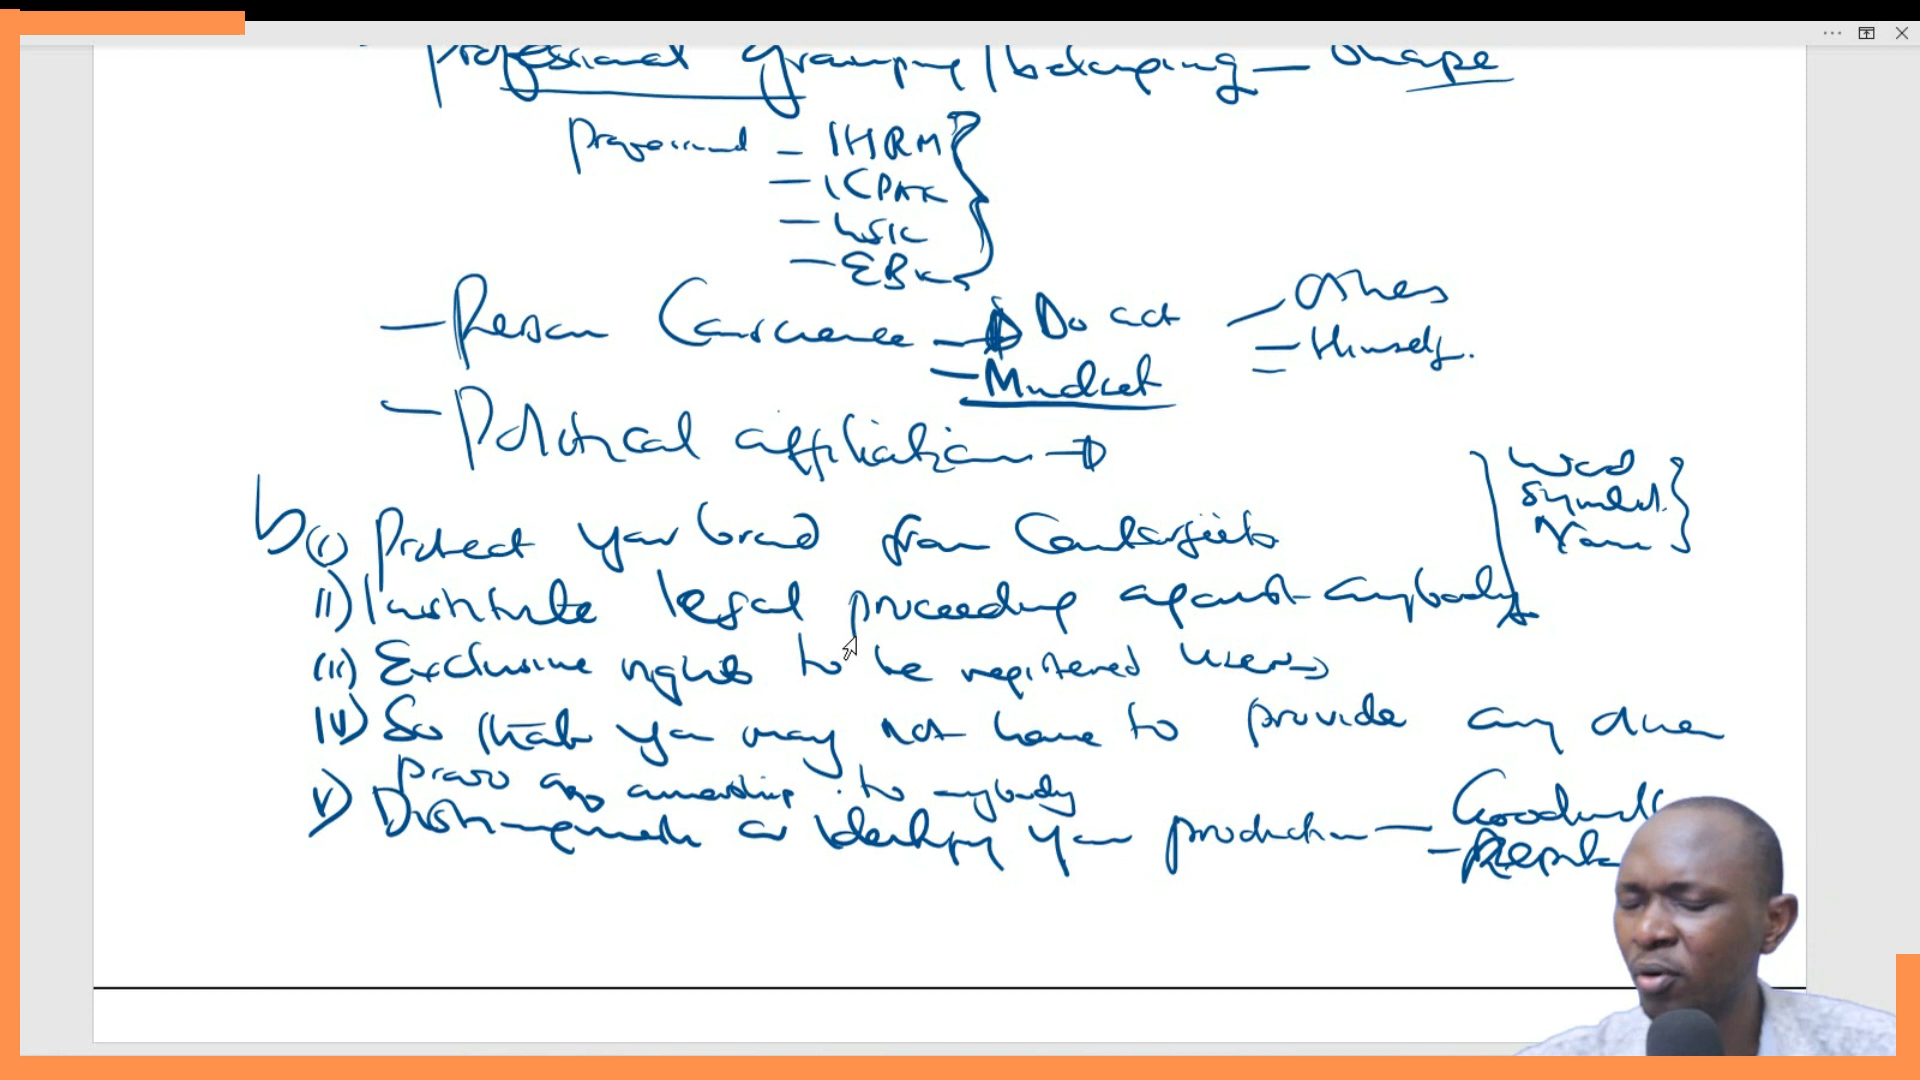 Professional grouping/belonging – Shape
Professional – IHRM
– ICPAK
– LSK
– EBK
– Person Conscience – Do act – Others
– Himself.
– Mindset
– Political affiliation →
Word
Symbol
Name
b (i) Protect your brand from Counterfeits
ii) Institute legal proceeding against anybody
(iii) Exclusive rights to be registered users
iv) So that you may not have to provide any other
proof of ownership to anybody
v) Distinguish or Identify your production – Goodwill